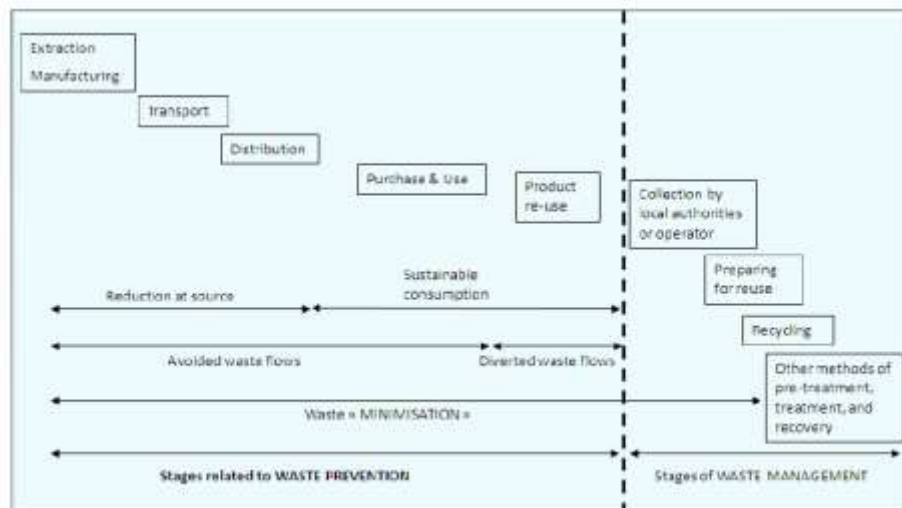 Extraction
Manufacturing
Transport
Distribution
Purchase & Use
Product
re-use
Collection by
local authorities
or operator
Preparing
for reuse
Recycling
Other methods of
pre-treatment,
treatment, and
recovery
Reduction at source
Sustainable
consumption
Avoided waste flows
Diverted waste flows
Waste « MINIMISATION »
Stages related to WASTE PREVENTION
Stages of WASTE MANAGEMENT